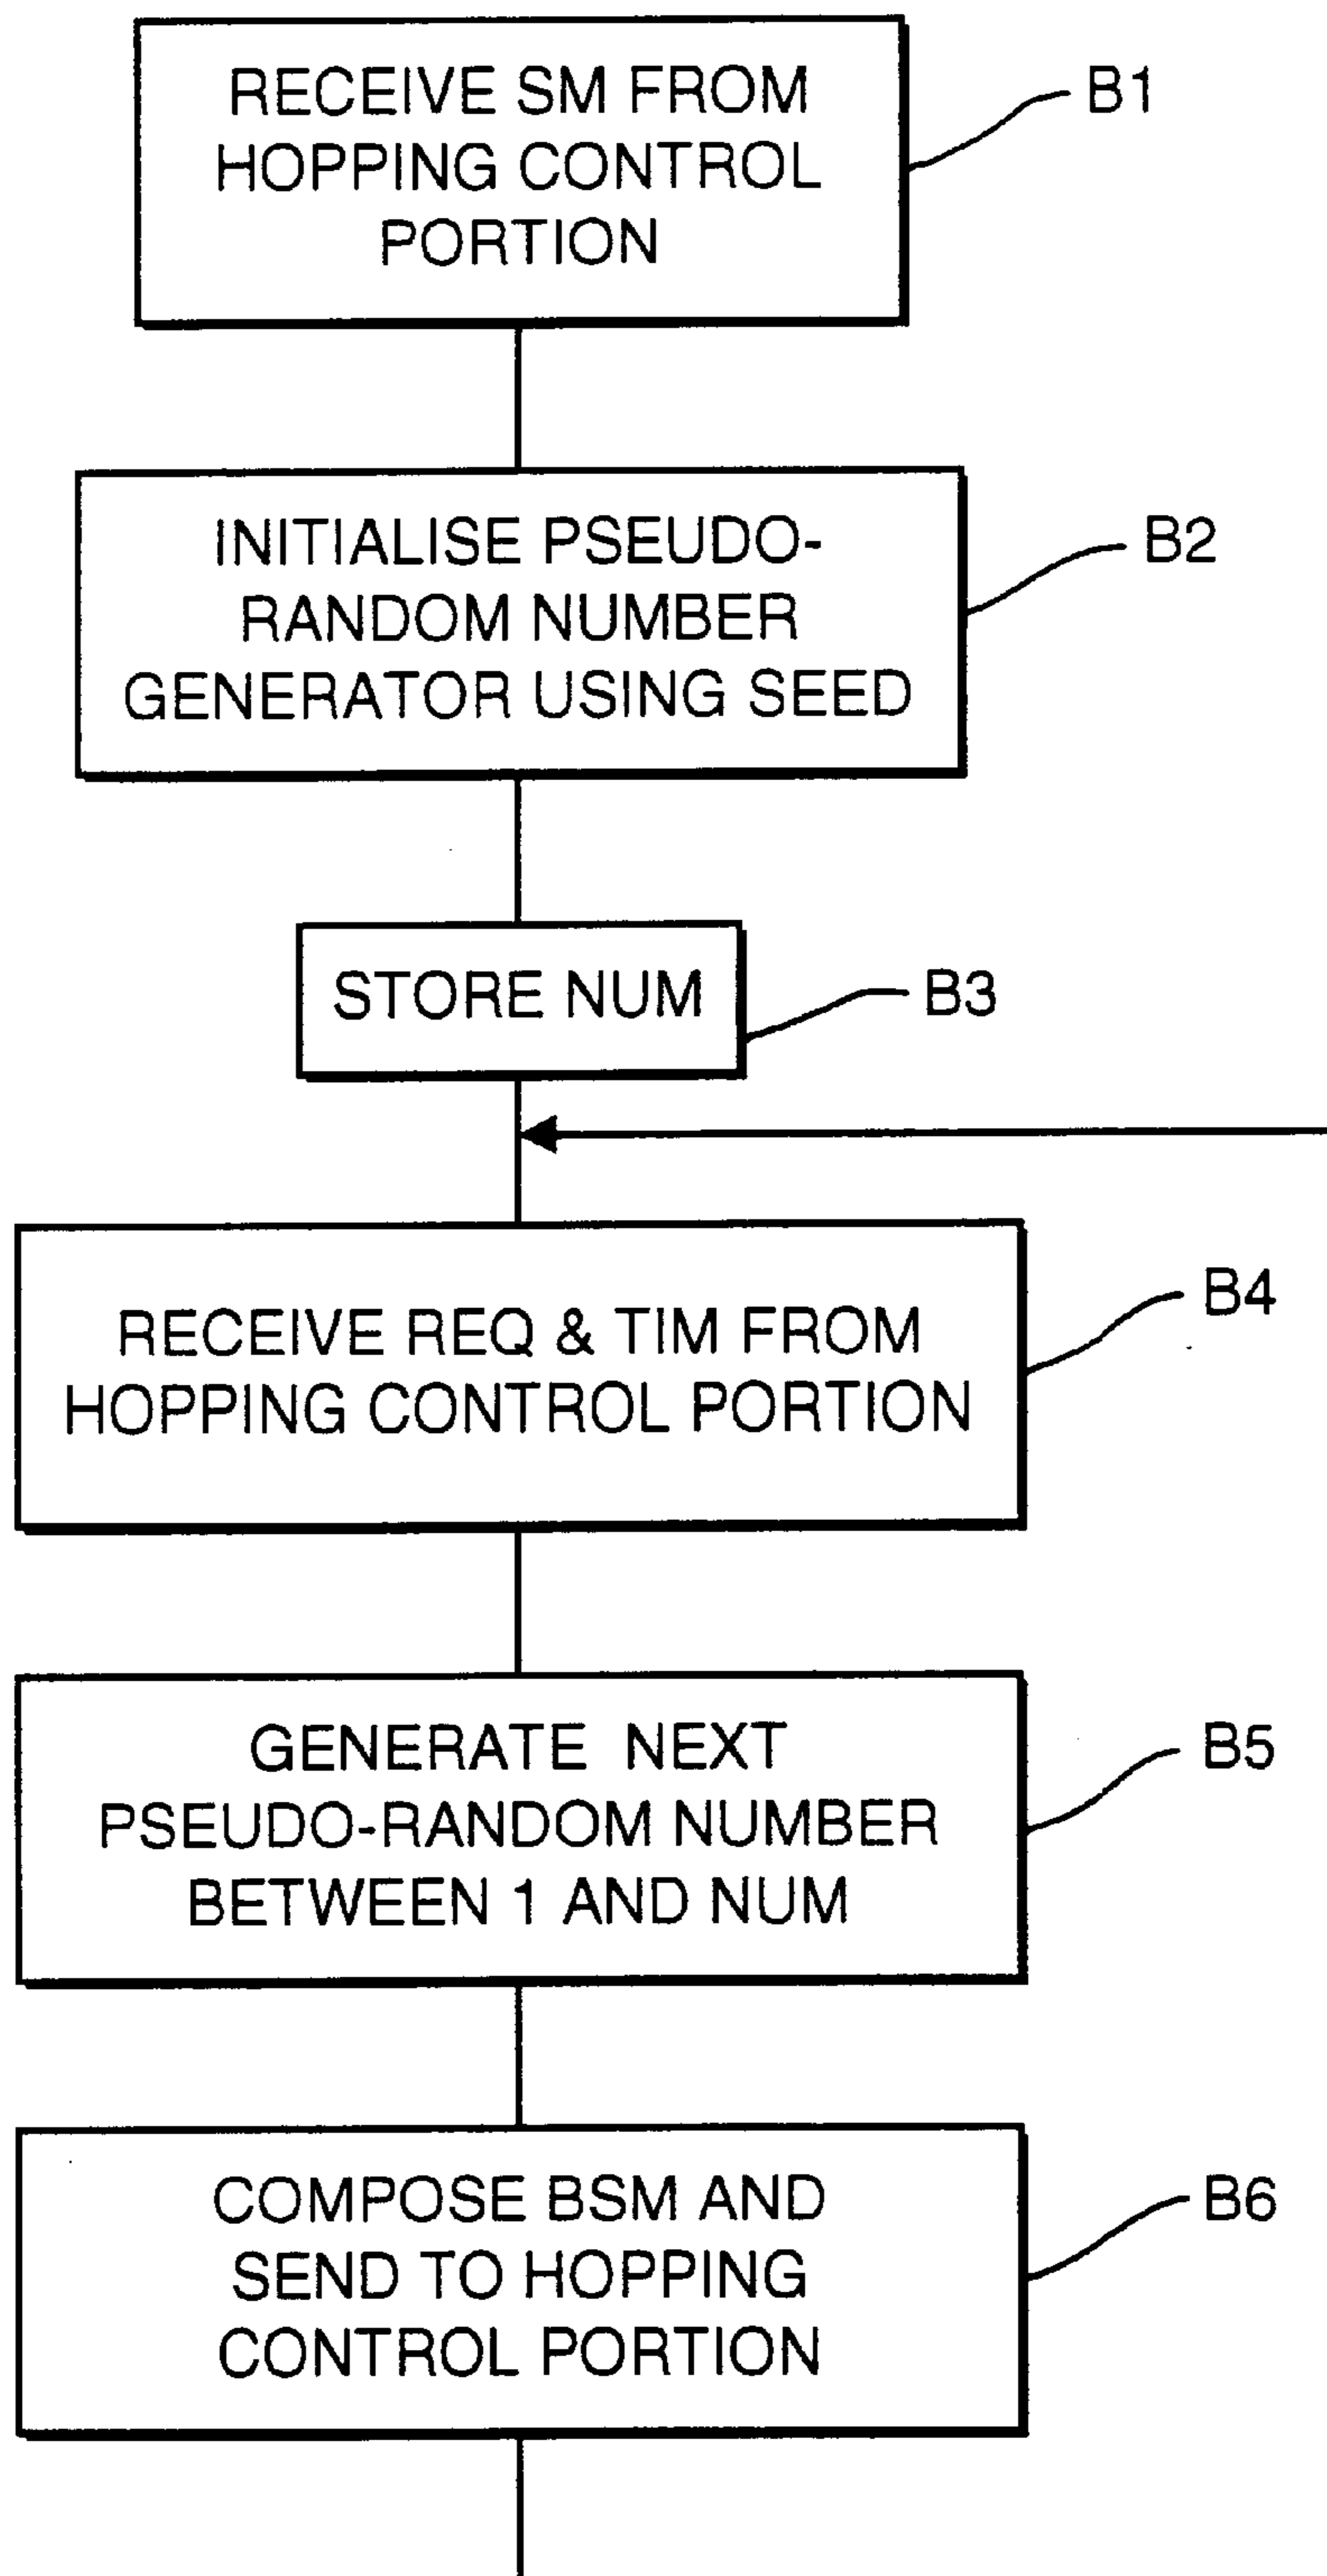 RECEIVE SM FROM
HOPPING CONTROL
PORTION
B1
INITIALISE PSEUDO-
RANDOM NUMBER
GENERATOR USING SEED
B2
STORE NUM
B3
RECEIVE REQ & TIM FROM
HOPPING CONTROL PORTION
B4
GENERATE NEXT
PSEUDO-RANDOM NUMBER
BETWEEN 1 AND NUM
B5
COMPOSE BSM AND
SEND TO HOPPING
CONTROL PORTION
B6